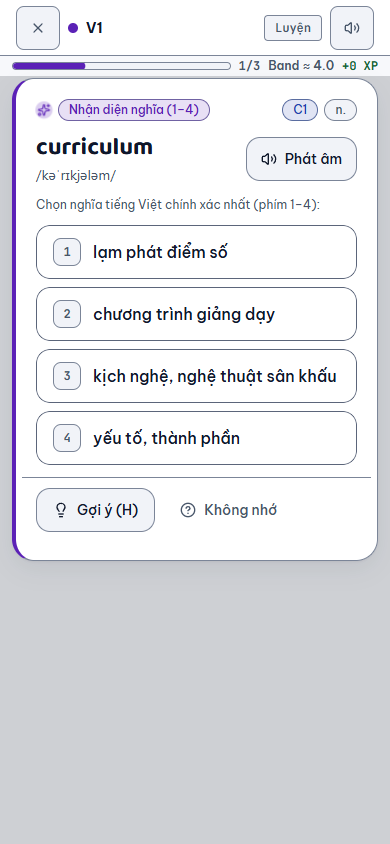 V1
Luyện
1/3 Band ≈ 4.0 +0 XP
Nhận diện nghĩa (1–4)
C1
n.
curriculum
/kəˈrɪkjələm/
Phát âm
Chọn nghĩa tiếng Việt chính xác nhất (phím 1–4):
1 lạm phát điểm số
2 chương trình giảng dạy
3 kịch nghệ, nghệ thuật sân khấu
4 yếu tố, thành phần
Gợi ý (H)
Không nhớ